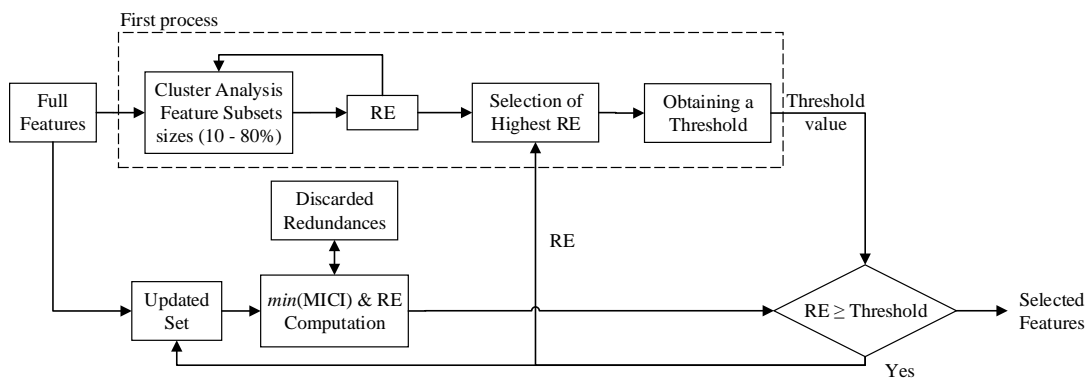 First process
Full
Features
Cluster Analysis
Feature Subsets
sizes (10 - 80%)
RE
Selection of
Highest RE
Obtaining a
Threshold
Threshold
value
Discarded
Redundances
RE
Updated
Set
min(MICI) & RE
Computation
RE ≥ Threshold
Selected
Features
Yes